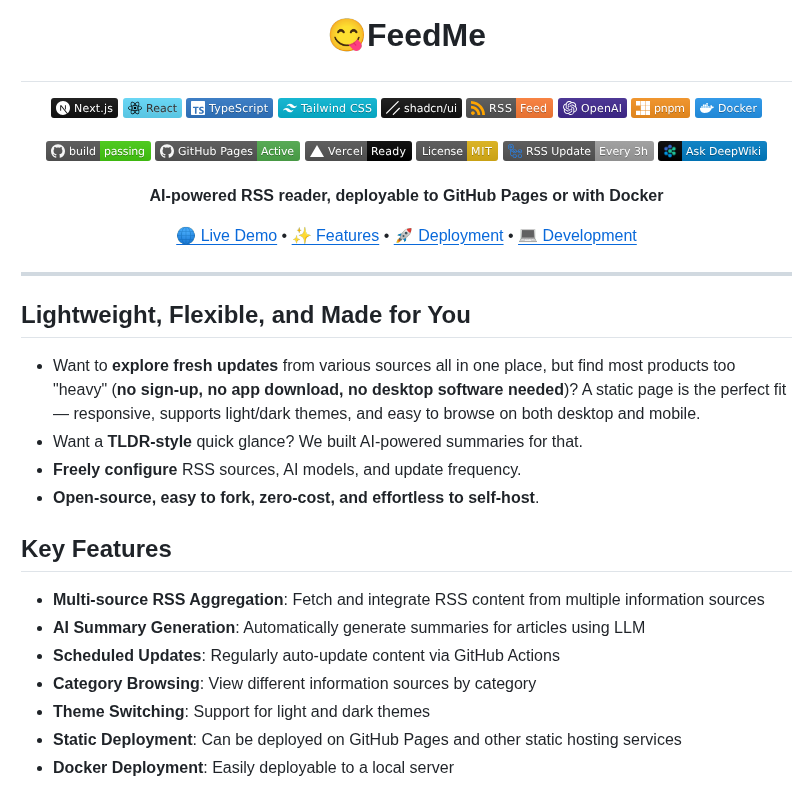 😋FeedMe
Next.js React TypeScript Tailwind CSS shadcn/ui RSS Feed OpenAI pnpm Docker
build passing GitHub Pages Active Vercel Ready License MIT RSS Update Every 3h Ask DeepWiki
AI-powered RSS reader, deployable to GitHub Pages or with Docker
🌐 Live Demo • ✨ Features • 🚀 Deployment • 💻 Development
Lightweight, Flexible, and Made for You
• Want to explore fresh updates from various sources all in one place, but find most products too
"heavy" (no sign-up, no app download, no desktop software needed)? A static page is the perfect fit
— responsive, supports light/dark themes, and easy to browse on both desktop and mobile.
• Want a TLDR-style quick glance? We built AI-powered summaries for that.
• Freely configure RSS sources, AI models, and update frequency.
• Open-source, easy to fork, zero-cost, and effortless to self-host.
Key Features
• Multi-source RSS Aggregation: Fetch and integrate RSS content from multiple information sources
• AI Summary Generation: Automatically generate summaries for articles using LLM
• Scheduled Updates: Regularly auto-update content via GitHub Actions
• Category Browsing: View different information sources by category
• Theme Switching: Support for light and dark themes
• Static Deployment: Can be deployed on GitHub Pages and other static hosting services
• Docker Deployment: Easily deployable to a local server